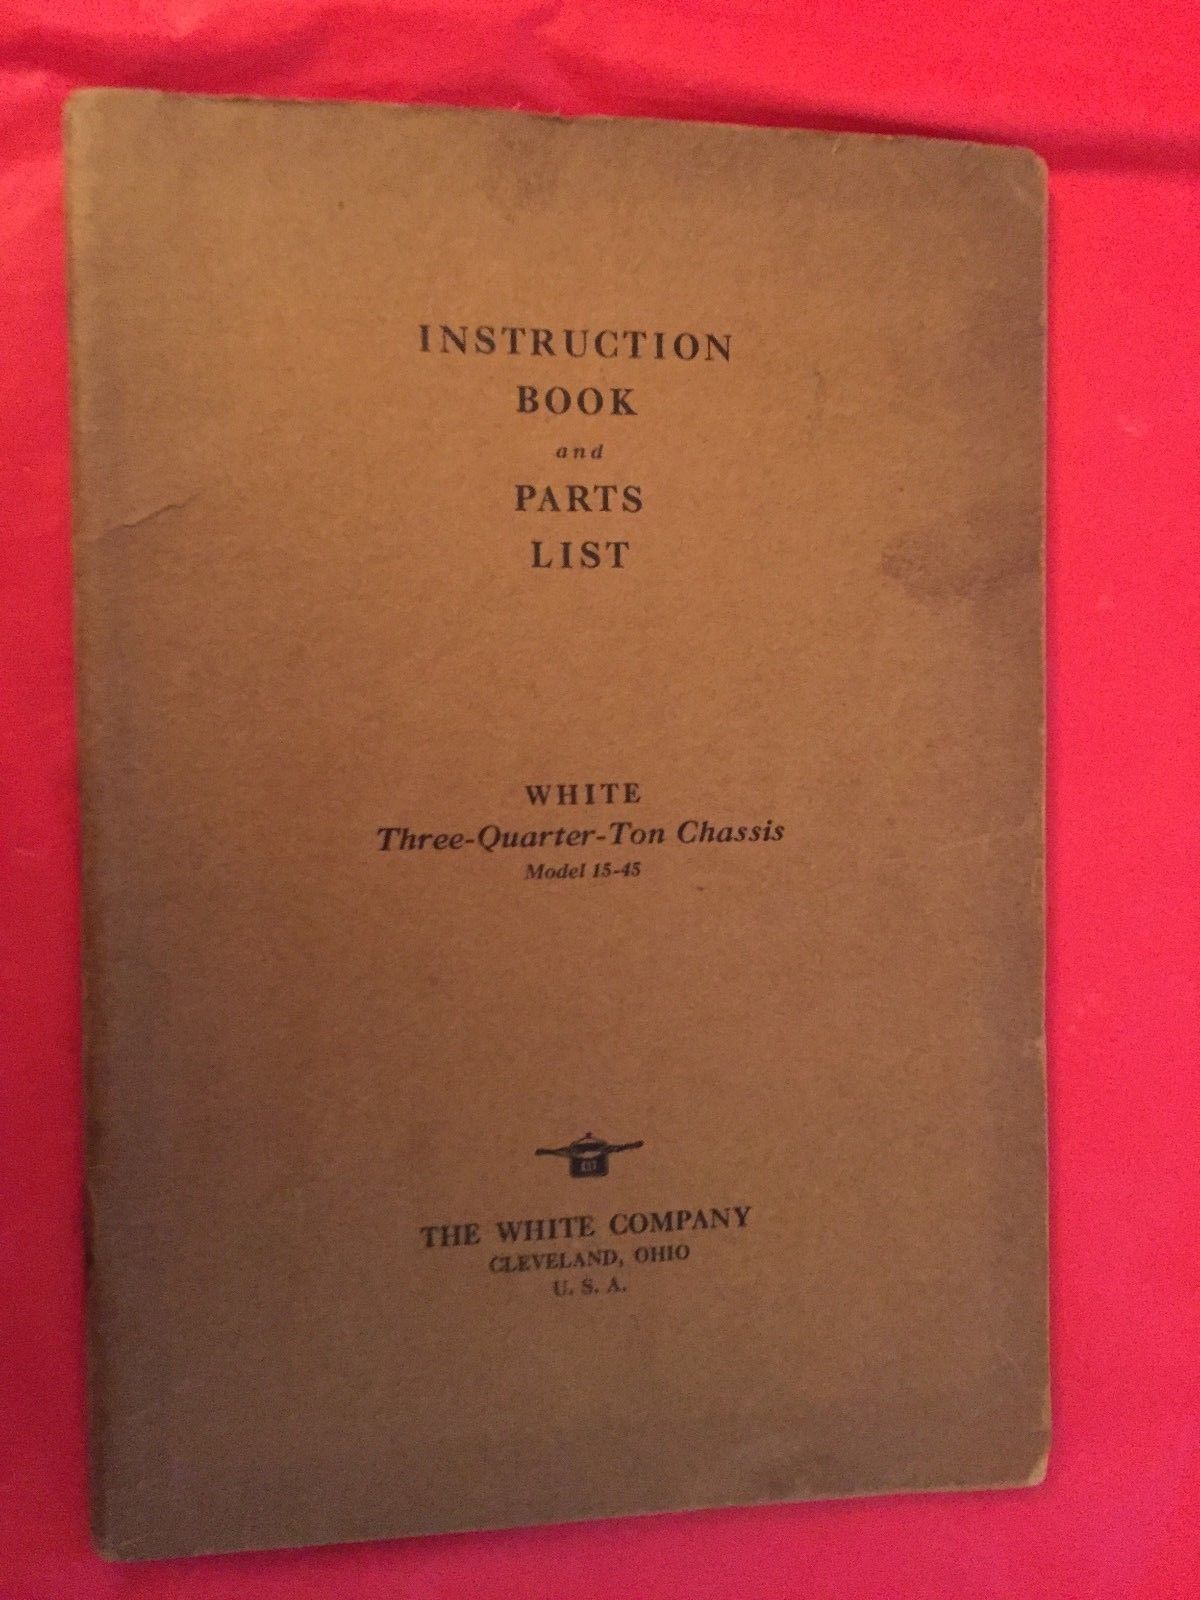 INSTRUCTION
BOOK
and
PARTS
LIST
WHITE
Three-Quarter-Ton Chassis
Model 15-45
THE WHITE COMPANY
CLEVELAND, OHIO
U. S. A.